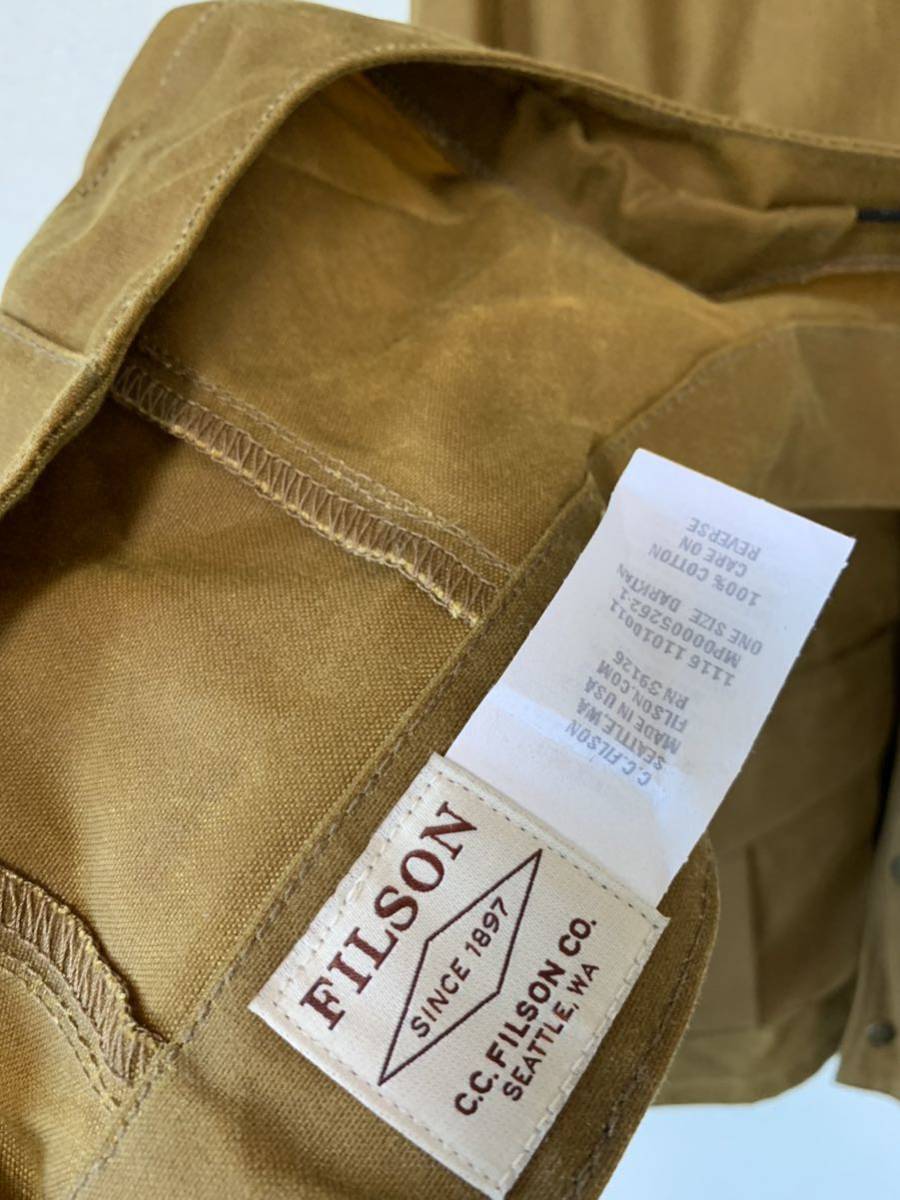 FILSON
SINCE 1897
C.C.FILSON CO.
SEATTLE, WA
C.C.FILSON
SEATTLE,WA
MADE IN USA
FILSON.COM
RN 39126
1116 11010011
MPO00005262-1
ONE SIZE DARKTAN
100% COTTON
CARE ON
REVERSE